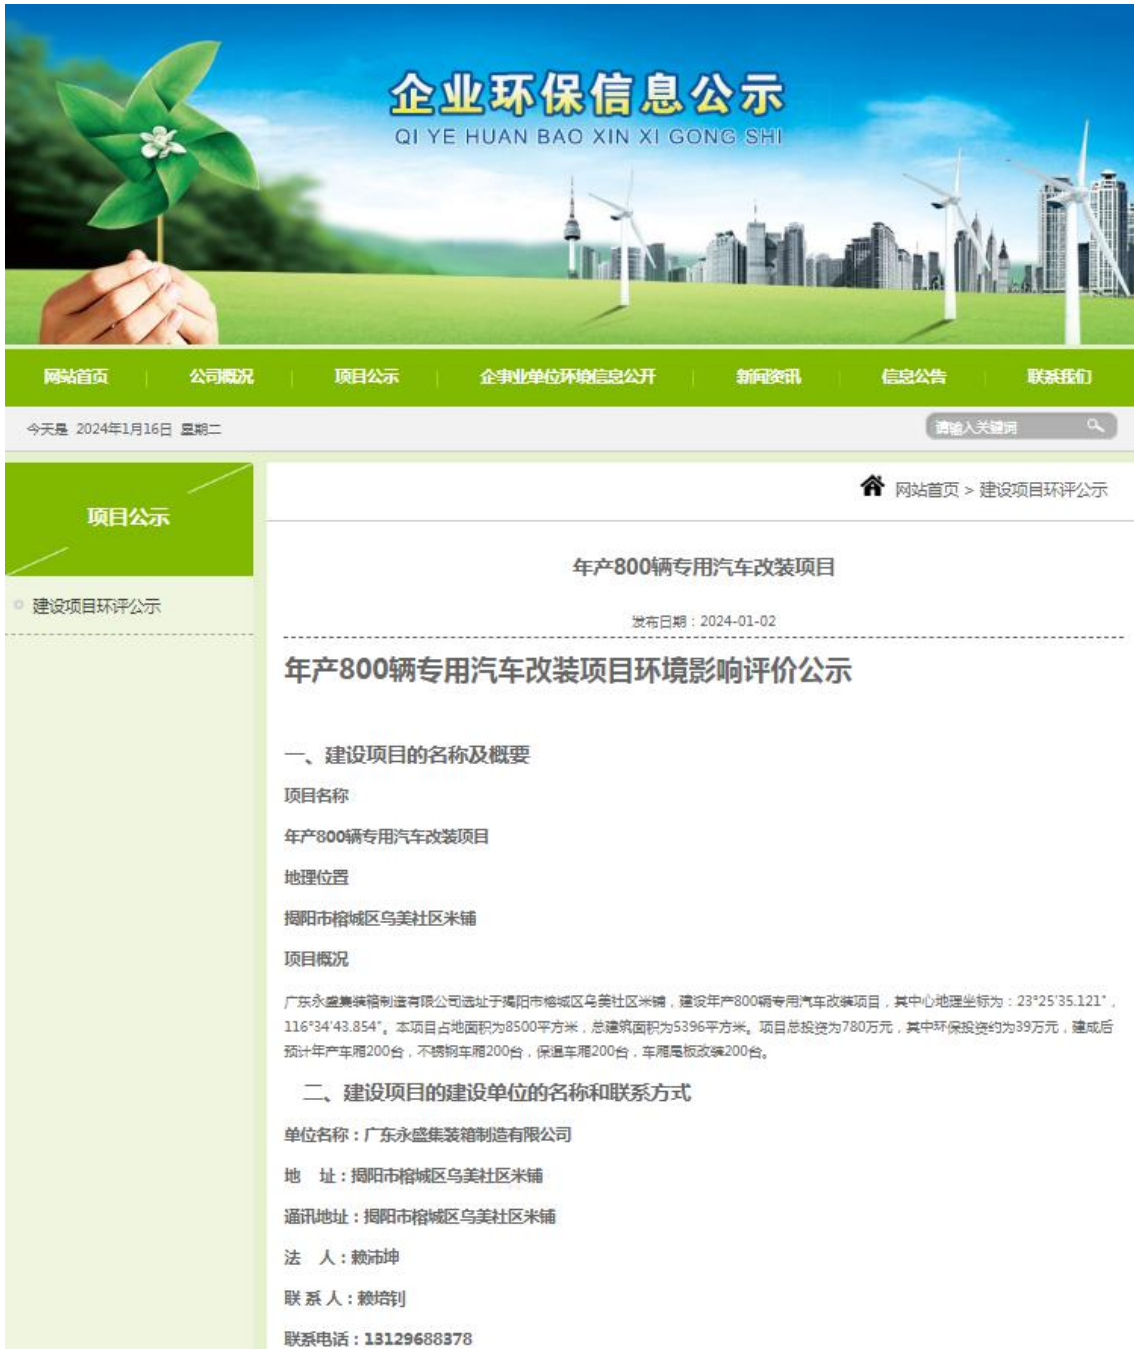 企业环保信息公示
QI YE HUAN BAO XIN XI GONG SHI
网站首页 公司概况 项目公示 企事业单位环境信息公开 新闻资讯 信息公告 联系我们
今天是 2024年1月16日 星期二 请输入关键词
项目公示
建设项目环评公示
网站首页 > 建设项目环评公示
年产800辆专用汽车改装项目
发布日期：2024-01-02
年产800辆专用汽车改装项目环境影响评价公示
一、建设项目的名称及概要
项目名称
年产800辆专用汽车改装项目
地理位置
揭阳市榕城区乌美社区米铺
项目概况
广东永盛集装箱制造有限公司选址于揭阳市榕城区乌美社区米铺，建设年产800辆专用汽车改装项目，其中心地理坐标为：23°25'35.121"，
116°34'43.854"。本项目占地面积为8500平方米，总建筑面积为5396平方米。项目总投资为780万元，其中环保投资约为39万元，建成后
预计年产车厢200台，不锈钢车厢200台，保温车厢200台，车厢尾板改装200台。
二、建设项目的建设单位的名称和联系方式
单位名称：广东永盛集装箱制造有限公司
地 址：揭阳市榕城区乌美社区米铺
通讯地址：揭阳市榕城区乌美社区米铺
法 人：赖沛坤
联 系 人：赖培钊
联系电话：13129688378